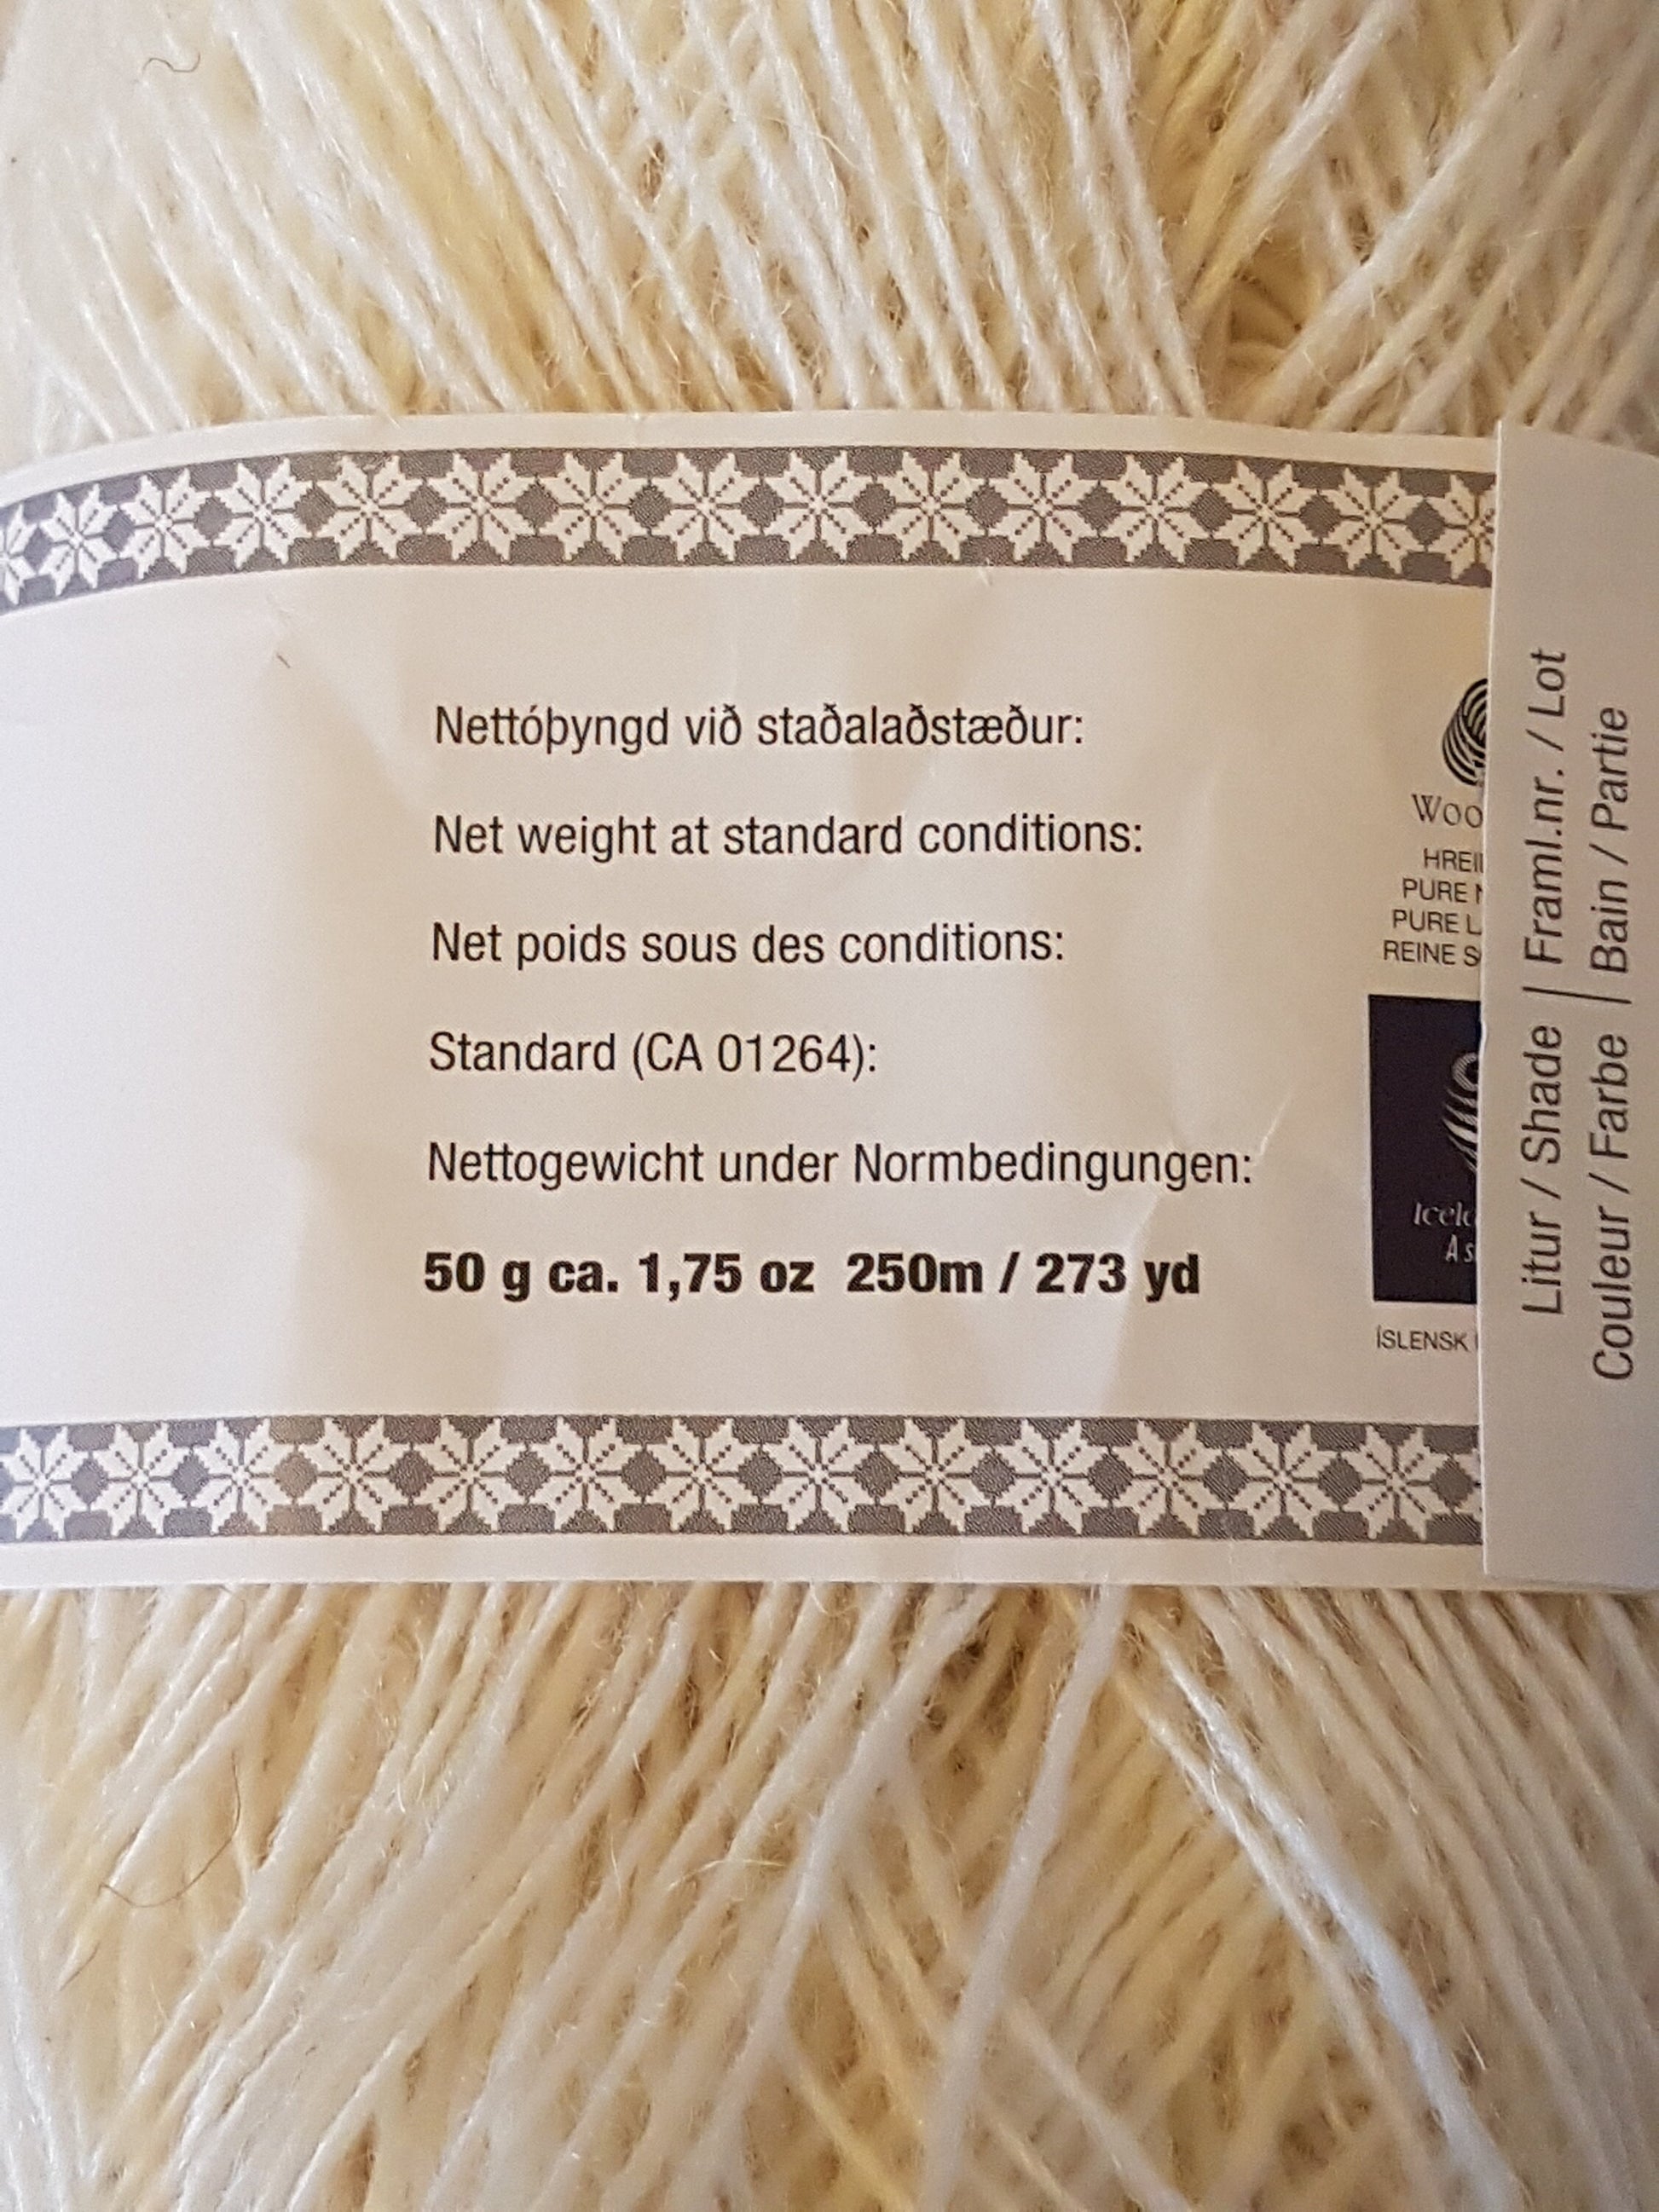 Nettóþyngd við staðalaðstæður:
Net weight at standard conditions:
Net poids sous des conditions:
Standard (CA 01264):
Nettogewicht under Normbedingungen:
50 g ca. 1,75 oz 250m / 273 yd
PURE
PURE
REINE
ÍSLENSK
Litur / Shade | Framl.nr. / Lot
Couleur / Farbe | Bain / Partie